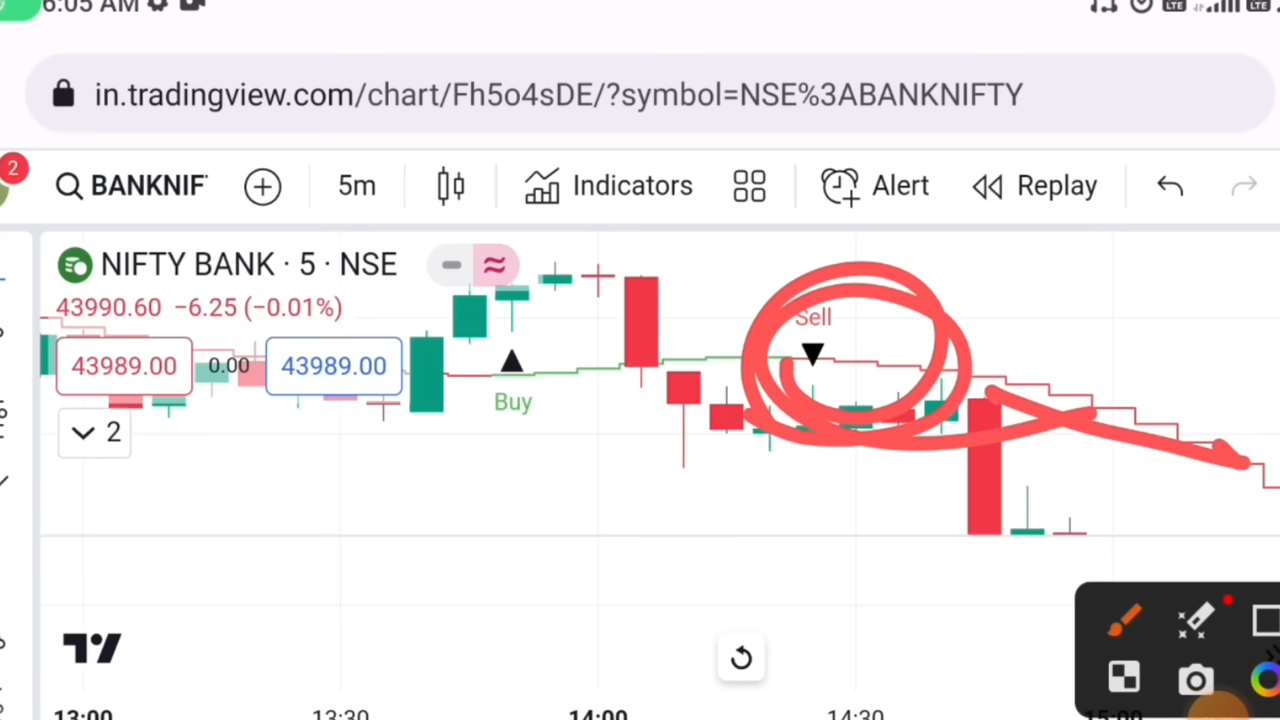 6:05 AM
in.tradingview.com/chart/Fh5o4sDE/?symbol=NSE%3ABANKNIFTY
2
BANKNIF
5m
Indicators
Alert
Replay
NIFTY BANK · 5 · NSE
43990.60 −6.25 (−0.01%)
43989.00
0.00
43989.00
2
Buy
Sell
13:00
13:30
14:00
14:30
15:00
LTE
LTE